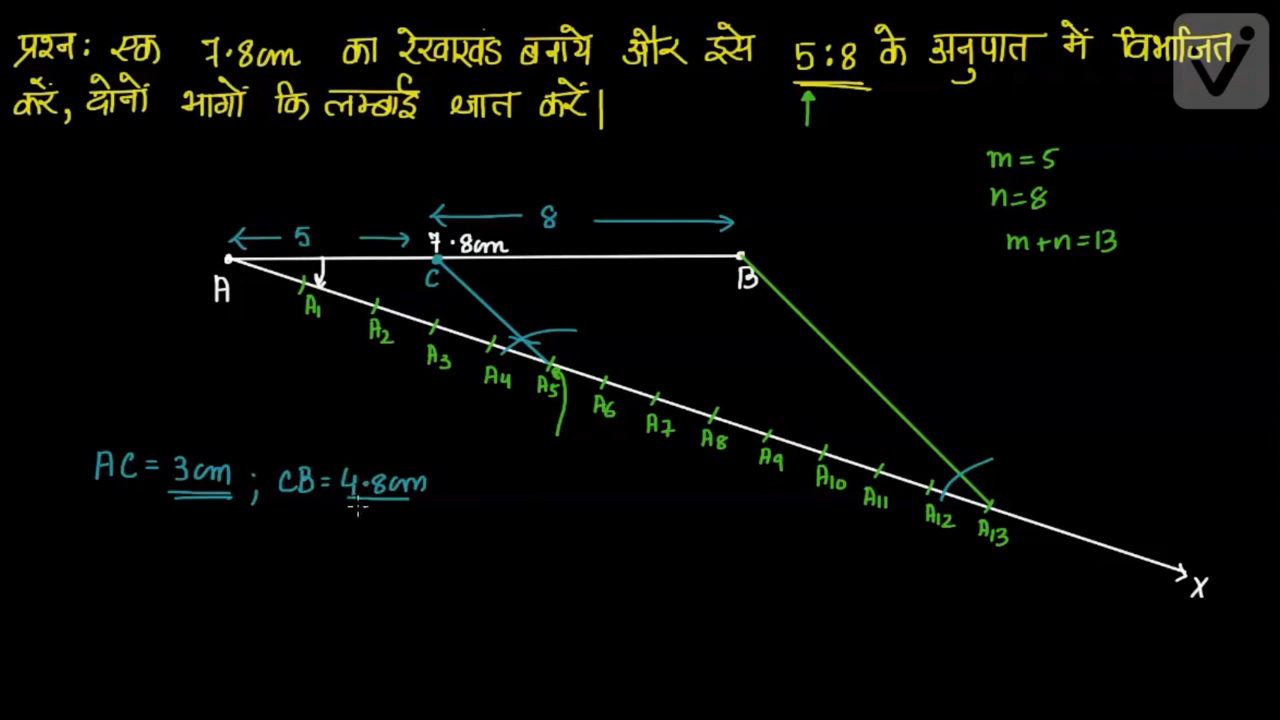 प्रश्न: एक 7.8cm का रेखाखंड बनाये और इसे 5:8 के अनुपात में विभाजित
करें, दोनों भागों कि लम्बाई ज्ञात करें|
m=5
n=8
m+n=13
5
8
7.8cm
A
C
B
A1
A2
A3
A4
A5
A6
A7
A8
A9
A10
A11
A12
A13
X
AC=3cm; CB=4.8cm